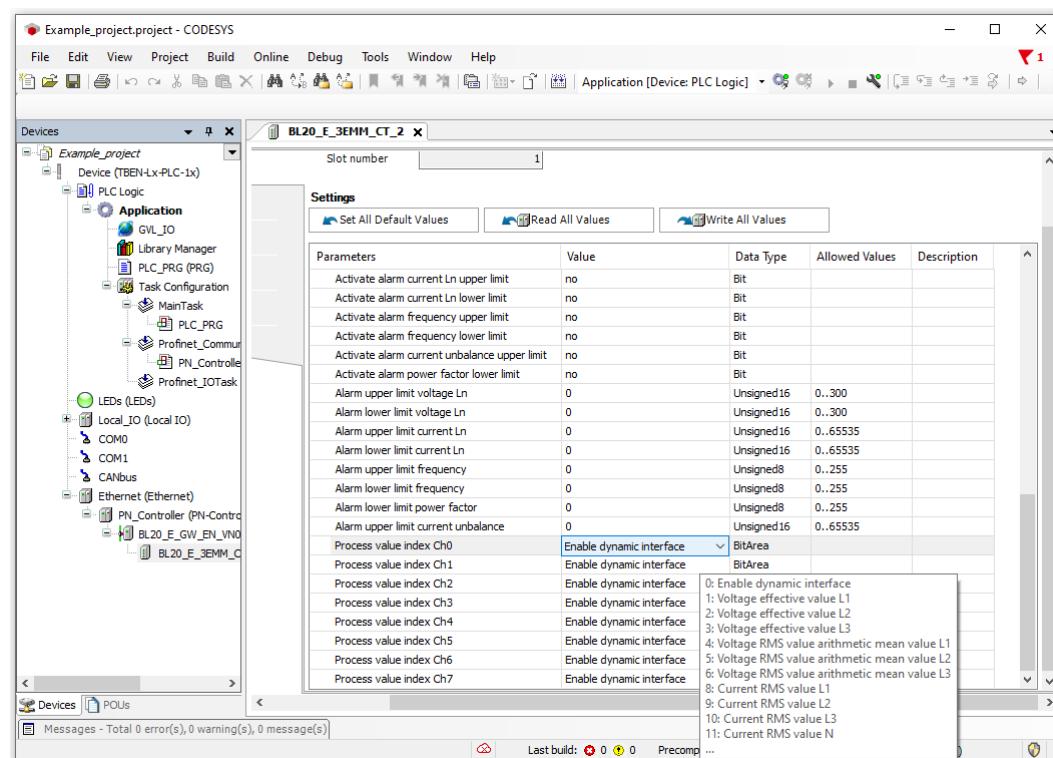 Example_project.project - CODESYS
File Edit View Project Build Online Debug Tools Window Help
1
Application [Device: PLC Logic]
Devices
BL20_E_3EMM_CT_2
Example_project
Device (TBEN-Lx-PLC-1x)
PLC Logic
Application
GVL_IO
Library Manager
PLC_PRG (PRG)
Task Configuration
MainTask
PLC_PRG
Profinet_Commur
PN_Controlle
Profinet_IOTask
LEDs (LEDs)
Local_IO (Local IO)
COM0
COM1
CANbus
Ethernet (Ethernet)
PN_Controller (PN-Contro
BL20_E_GW_EN_VN0
BL20_E_3EMM_C
Devices POUs
Slot number 1
Settings
Set All Default Values Read All Values Write All Values
Parameters Value Data Type Allowed Values Description
Activate alarm current Ln upper limit no Bit
Activate alarm current Ln lower limit no Bit
Activate alarm frequency upper limit no Bit
Activate alarm frequency lower limit no Bit
Activate alarm current unbalance upper limit no Bit
Activate alarm power factor lower limit no Bit
Alarm upper limit voltage Ln 0 Unsigned16 0..300
Alarm lower limit voltage Ln 0 Unsigned16 0..300
Alarm upper limit current Ln 0 Unsigned16 0..65535
Alarm lower limit current Ln 0 Unsigned16 0..65535
Alarm upper limit frequency 0 Unsigned8 0..255
Alarm lower limit frequency 0 Unsigned8 0..255
Alarm lower limit power factor 0 Unsigned8 0..255
Alarm upper limit current unbalance 0 Unsigned16 0..65535
Process value index Ch0 Enable dynamic interface BitArea
Process value index Ch1 Enable dynamic interface BitArea
Process value index Ch2 Enable dynamic interface
Process value index Ch3 Enable dynamic interface
Process value index Ch4 Enable dynamic interface
Process value index Ch5 Enable dynamic interface
Process value index Ch6 Enable dynamic interface
Process value index Ch7 Enable dynamic interface
0: Enable dynamic interface
1: Voltage effective value L1
2: Voltage effective value L2
3: Voltage effective value L3
4: Voltage RMS value arithmetic mean value L1
5: Voltage RMS value arithmetic mean value L2
6: Voltage RMS value arithmetic mean value L3
8: Current RMS value L1
9: Current RMS value L2
10: Current RMS value L3
11: Current RMS value N
...
Messages - Total 0 error(s), 0 warning(s), 0 message(s)
Last build: 0 0 Precomp )